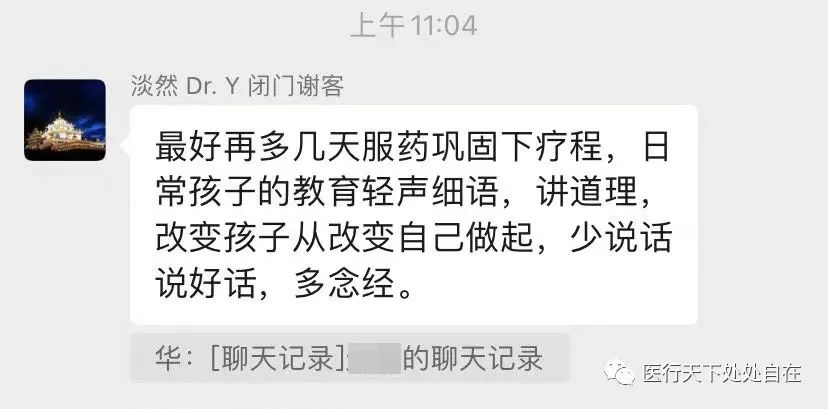 上午 11:04
淡然 Dr. Y 闭门谢客
最好再多几天服药巩固下疗程，日
常孩子的教育轻声细语，讲道理，
改变孩子从改变自己做起，少说话
说好话，多念经。
华：[聊天记录]的聊天记录
医行天下处处自在